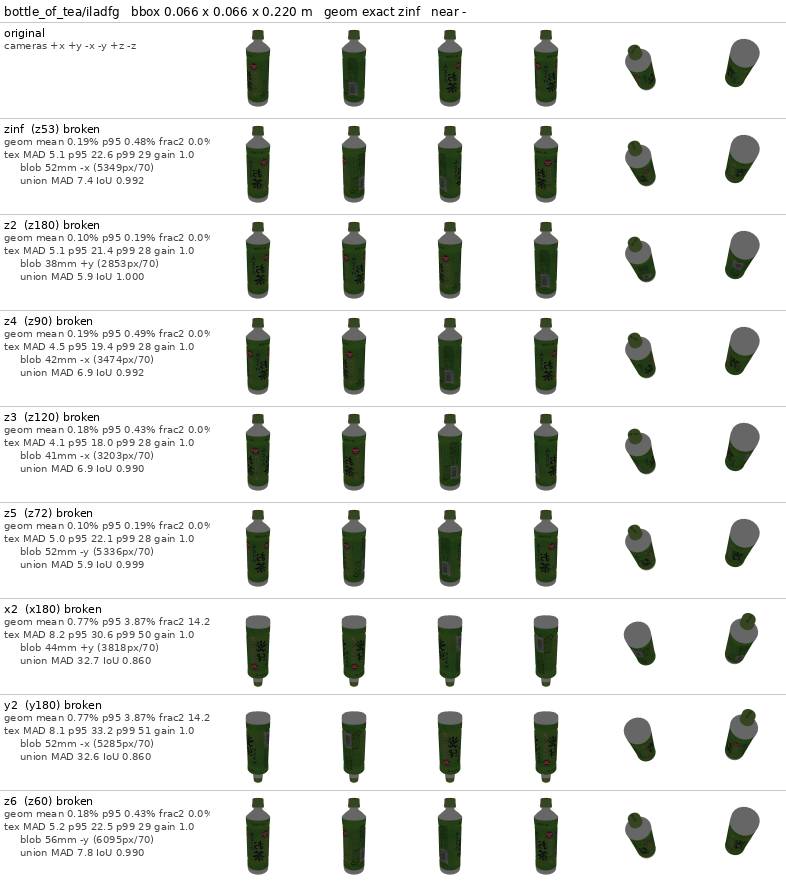 bottle_of_tea/iladfg bbox 0.066 x 0.066 x 0.220 m geom exact zinf near -
original
cameras +x +y -x -y +z -z
zinf (z53) broken
geom mean 0.19% p95 0.48% frac2 0.0%
tex MAD 5.1 p95 22.6 p99 29 gain 1.0
blob 52mm -x (5349px/70)
union MAD 7.4 IoU 0.992
z2 (z180) broken
geom mean 0.10% p95 0.19% frac2 0.0%
tex MAD 5.1 p95 21.4 p99 28 gain 1.0
blob 38mm +y (2853px/70)
union MAD 5.9 IoU 1.000
z4 (z90) broken
geom mean 0.19% p95 0.49% frac2 0.0%
tex MAD 4.5 p95 19.4 p99 28 gain 1.0
blob 42mm -x (3474px/70)
union MAD 6.9 IoU 0.992
z3 (z120) broken
geom mean 0.18% p95 0.43% frac2 0.0%
tex MAD 4.1 p95 18.0 p99 28 gain 1.0
blob 41mm -x (3203px/70)
union MAD 6.9 IoU 0.990
z5 (z72) broken
geom mean 0.10% p95 0.19% frac2 0.0%
tex MAD 5.0 p95 22.1 p99 28 gain 1.0
blob 52mm -y (5336px/70)
union MAD 5.9 IoU 0.999
x2 (x180) broken
geom mean 0.77% p95 3.87% frac2 14.2
tex MAD 8.2 p95 30.6 p99 50 gain 1.0
blob 44mm +y (3818px/70)
union MAD 32.7 IoU 0.860
y2 (y180) broken
geom mean 0.77% p95 3.87% frac2 14.2
tex MAD 8.1 p95 33.2 p99 51 gain 1.0
blob 52mm -x (5285px/70)
union MAD 32.6 IoU 0.860
z6 (z60) broken
geom mean 0.18% p95 0.43% frac2 0.0%
tex MAD 5.2 p95 22.5 p99 29 gain 1.0
blob 56mm -y (6095px/70)
union MAD 7.8 IoU 0.990